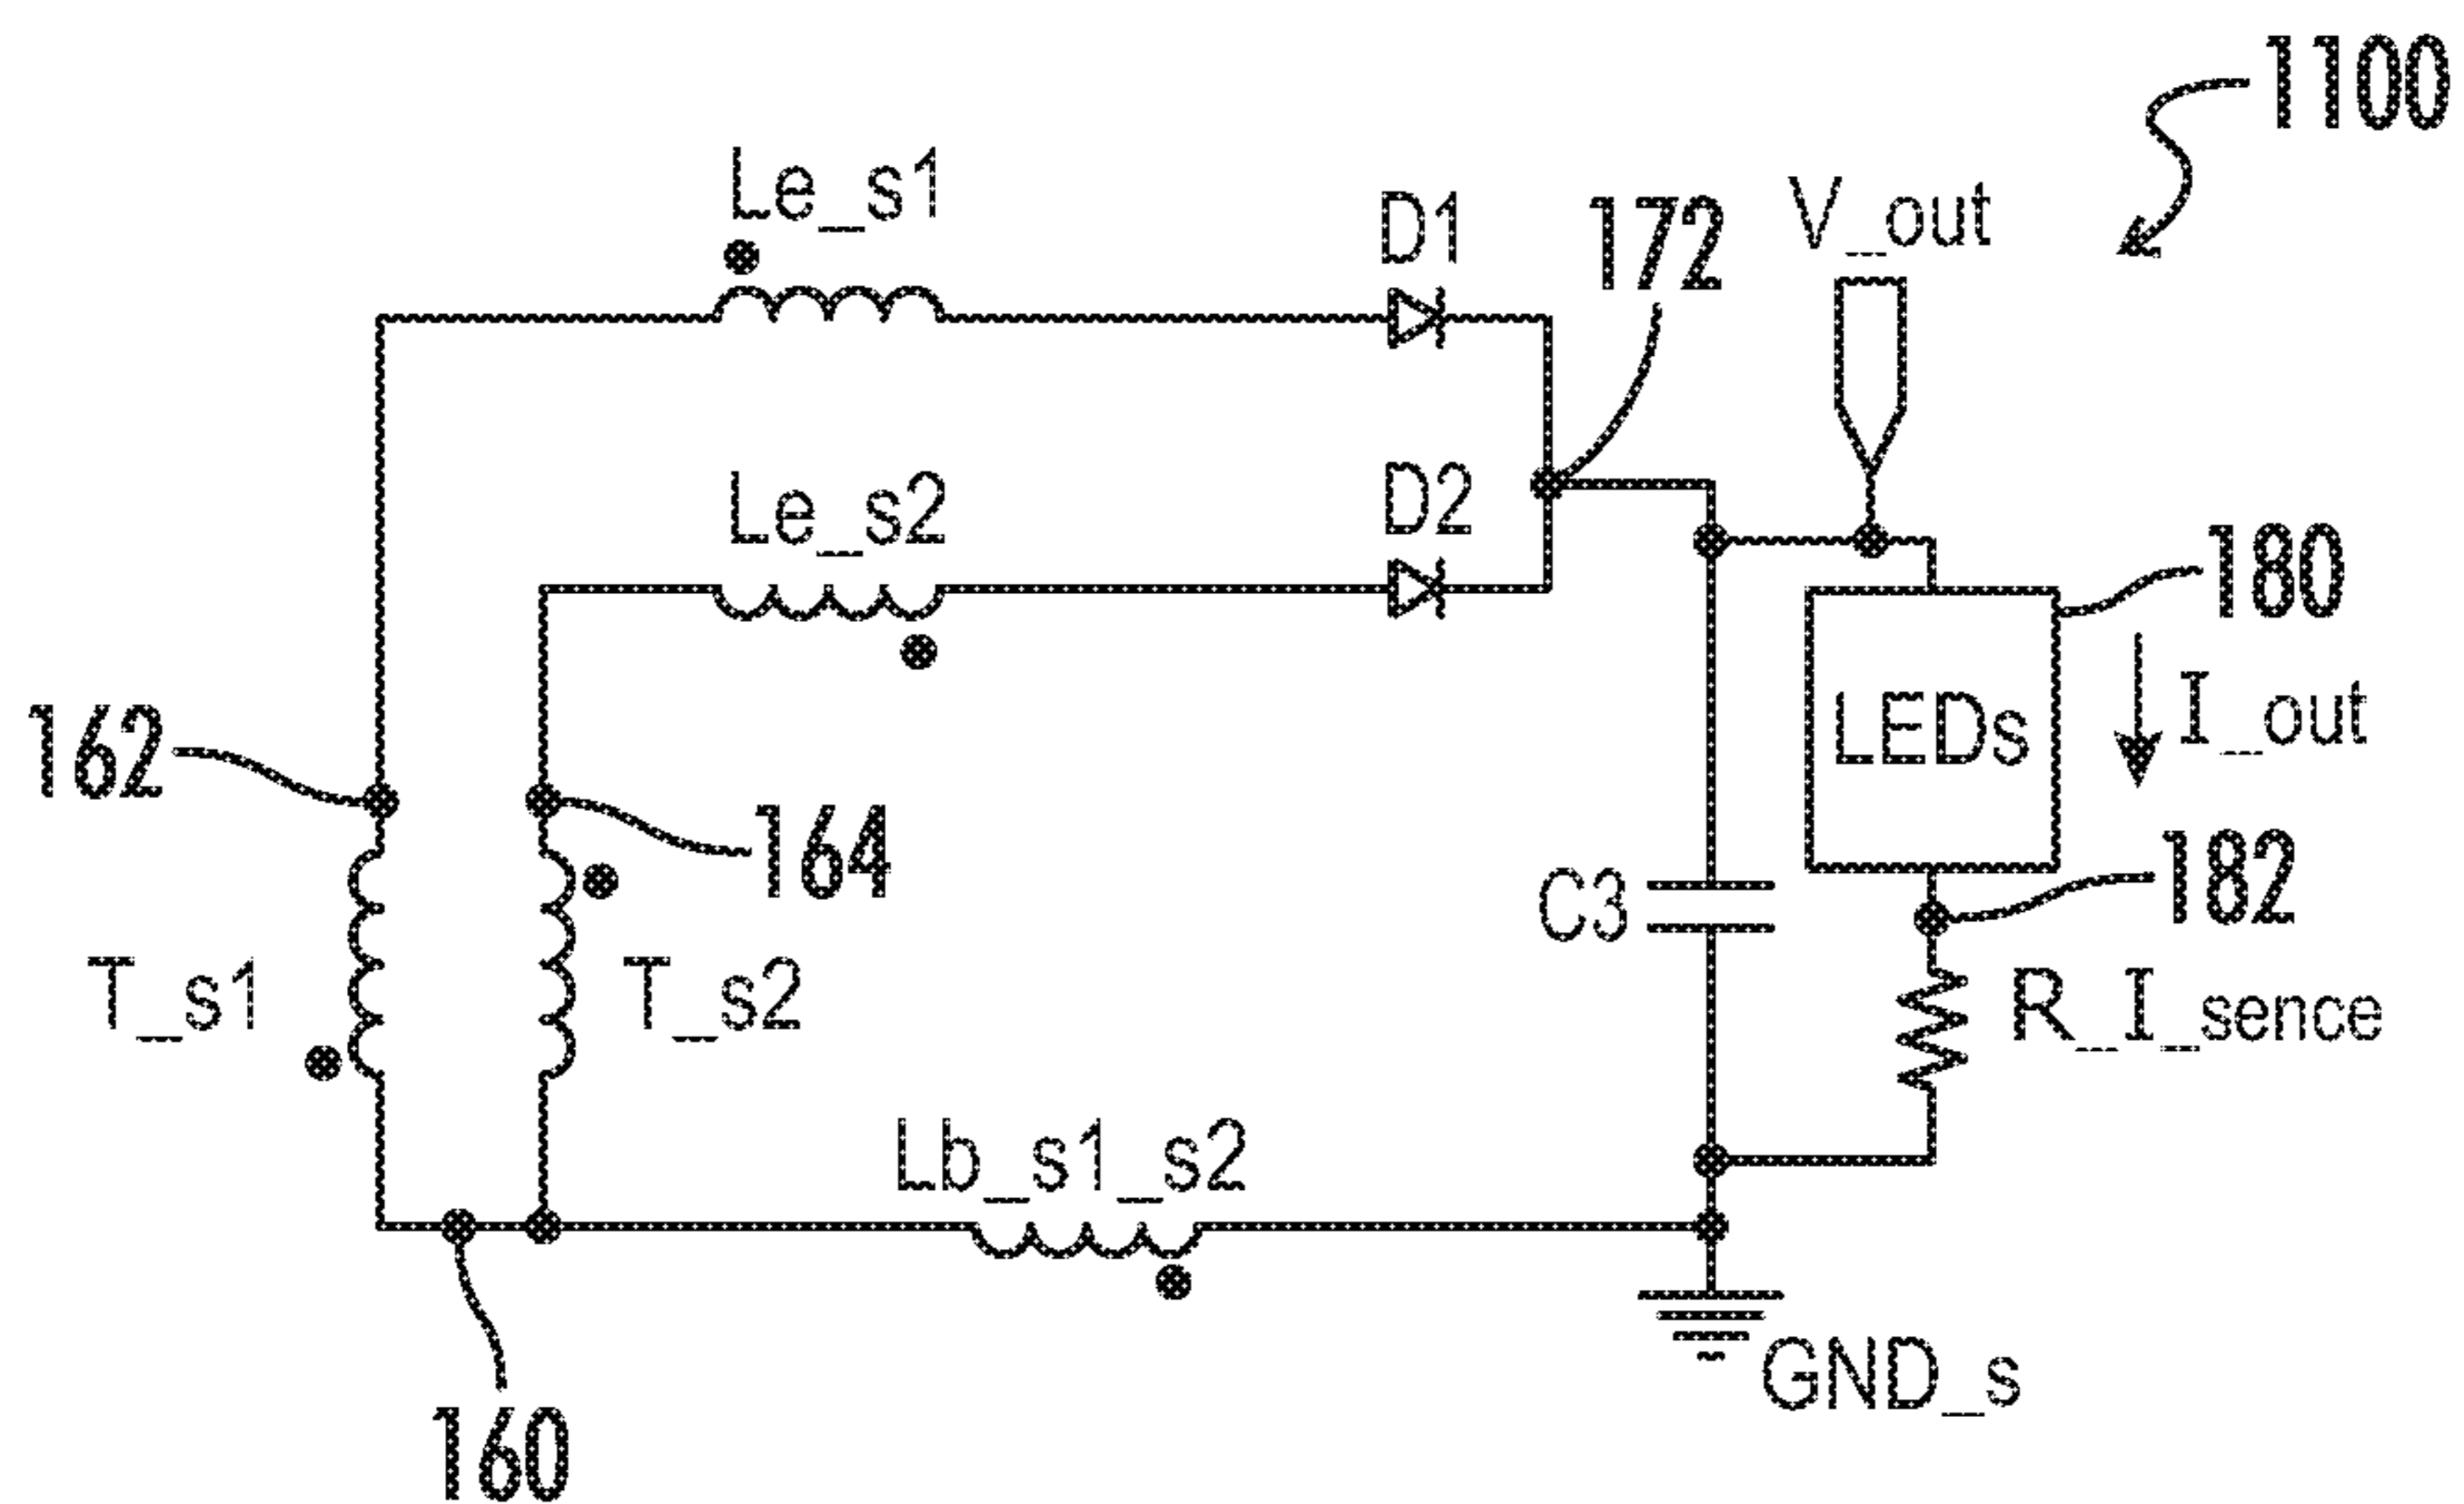 1100
Le_s1
D1
172
V_out
Le_s2
D2
180
LEDs
I_out
162
164
182
C3
T_s1
T_s2
R_I_sence
Lb_s1_s2
GND_s
160